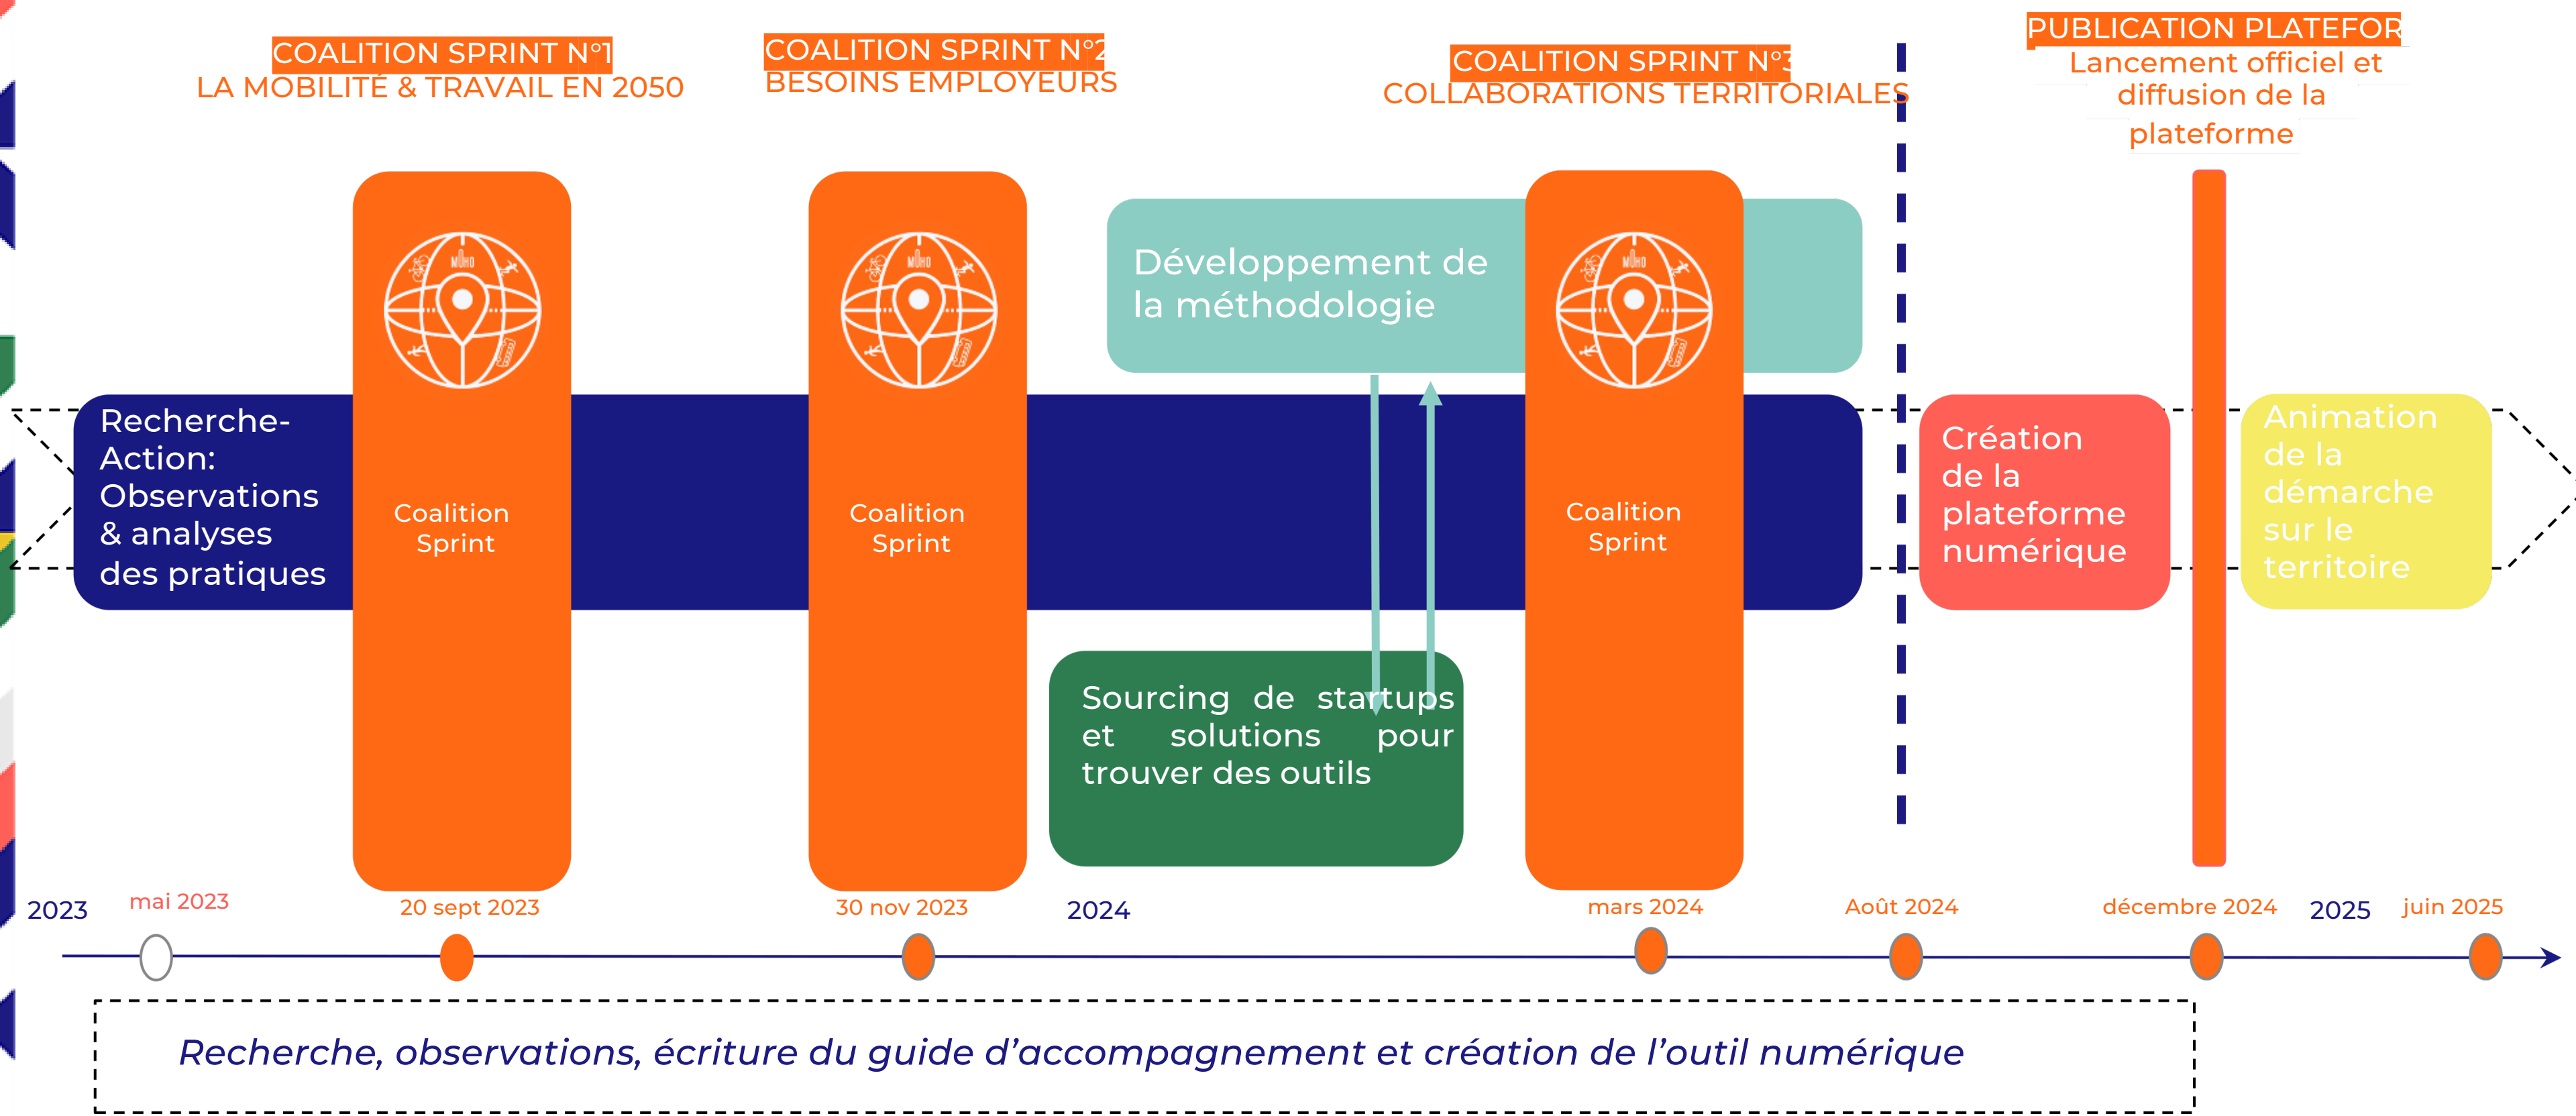 COALITION SPRINT N°1
LA MOBILITÉ & TRAVAIL EN 2050
COALITION SPRINT N°2
BESOINS EMPLOYEURS
COALITION SPRINT N°3
COLLABORATIONS TERRITORIALES
PUBLICATION PLATEFOR
Lancement officiel et
diffusion de la
plateforme
MOHO
MOHO
MOHO
Développement de
la méthodologie
Recherche-
Action:
Observations
& analyses
des pratiques
Coalition
Sprint
Coalition
Sprint
Coalition
Sprint
Création
de la
plateforme
numérique
Animation
de la
démarche
sur le
territoire
Sourcing de startups
et solutions pour
trouver des outils
2023
mai 2023
20 sept 2023
30 nov 2023
2024
mars 2024
Août 2024
décembre 2024
2025
juin 2025
Recherche, observations, écriture du guide d’accompagnement et création de l’outil numérique